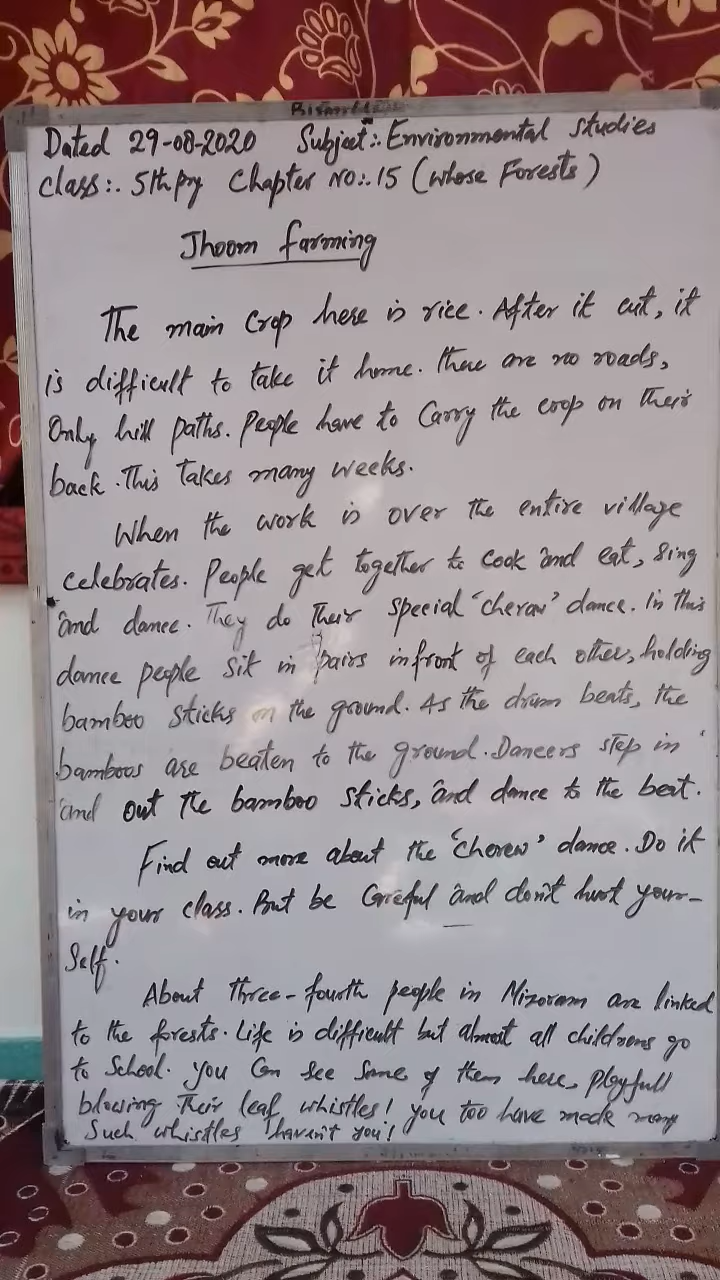 Bismillah
Dated 29-08-2020 Subject:. Environmental studies
Class:. 5th pry Chapter No:. 15 (Whose Forests)
Jhoom farming
The main crop here is rice. After it cut, it
is difficult to take it home. There are no roads,
Only hill paths. People have to Carry the crop on their
back. This takes many weeks.
When the work is over the entire village
celebrates. People get together to Cook and eat, Sing
and dance. They do their special 'cheraw' dance. In this
dance people sit in pairs infront of each other, holding
bamboo sticks on the ground. As the drum beats, the
bamboos are beaten to the ground. Dancers step in
and out the bamboo sticks, and dance to the beat.
Find out more about the 'Cherew' dance. Do it
in your class. But be Careful and don't hurt your-
Self.
About three-fourth people in Mizoram are linked
to the forests. Life is difficult but almost all childrens go
to School. You Can See Some of them here, Playfull
blowing their leaf whistles! You too have made many
Such whistles haven't you!